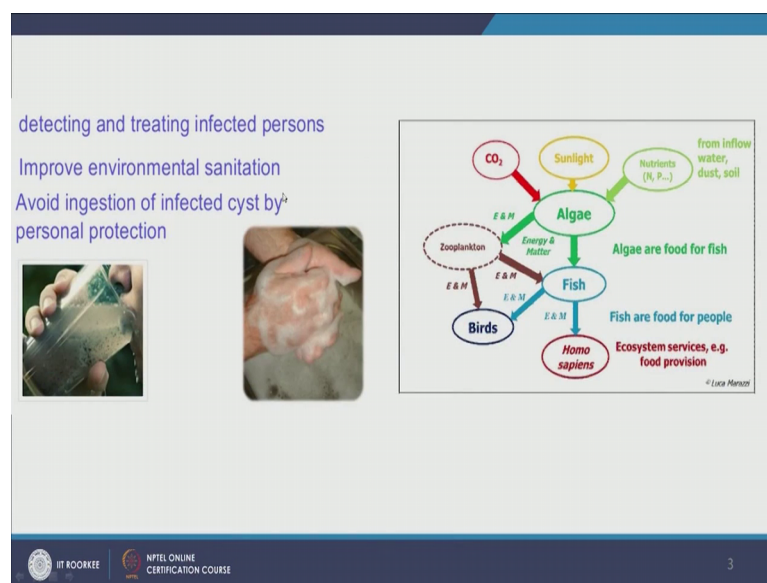 detecting and treating infected persons
Improve environmental sanitation
Avoid ingestion of infected cyst by
personal protection
CO2
Sunlight
Nutrients
(N, P...)
from inflow
water,
dust, soil
Algae
E & M
Energy &
Matter
Zooplankton
Algae are food for fish
E & M
E & M
Fish
E & M
E & M
Fish are food for people
Birds
Homo
sapiens
Ecosystem services, e.g.
food provision
© Luca Marazzi
IIT ROORKEE
NPTEL ONLINE
CERTIFICATION COURSE
3